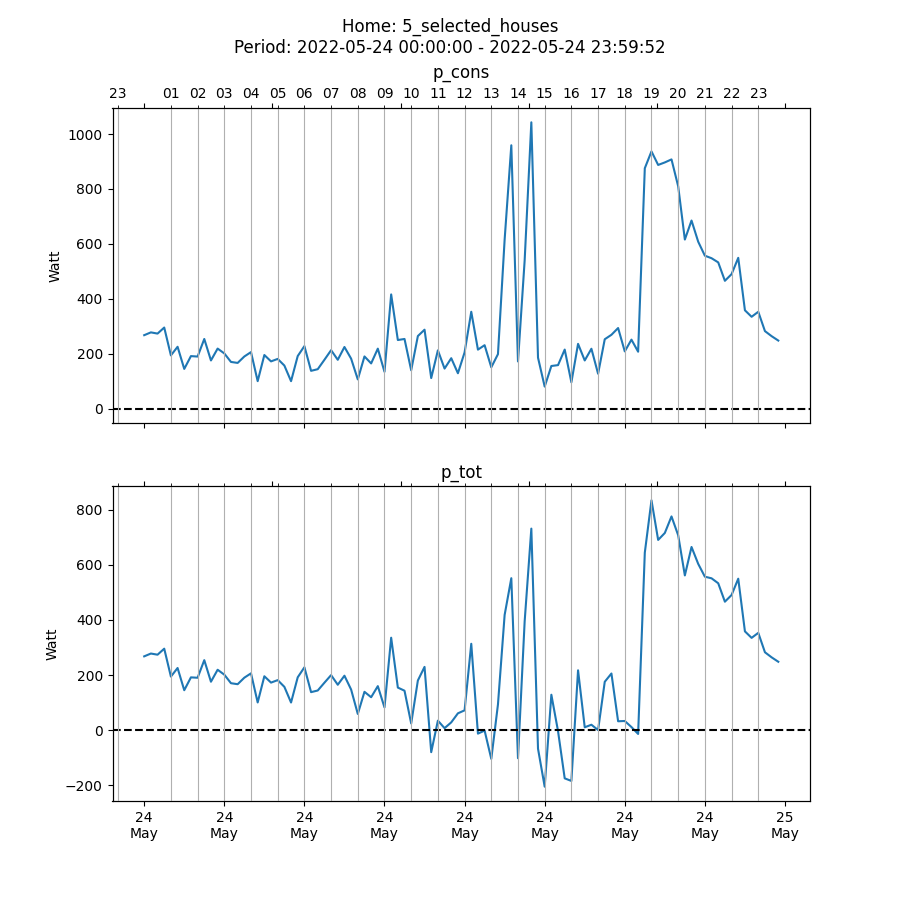 Home: 5_selected_houses
Period: 2022-05-24 00:00:00 - 2022-05-24 23:59:52
p_cons
23 01 02 03 04 05 06 07 08 09 10 11 12 13 14 15 16 17 18 19 20 21 22 23
1000
800
600
400
200
0
Watt
p_tot
800
600
400
200
0
−200
Watt
24 24 24 24 24 24 24 24 25
May May May May May May May May May